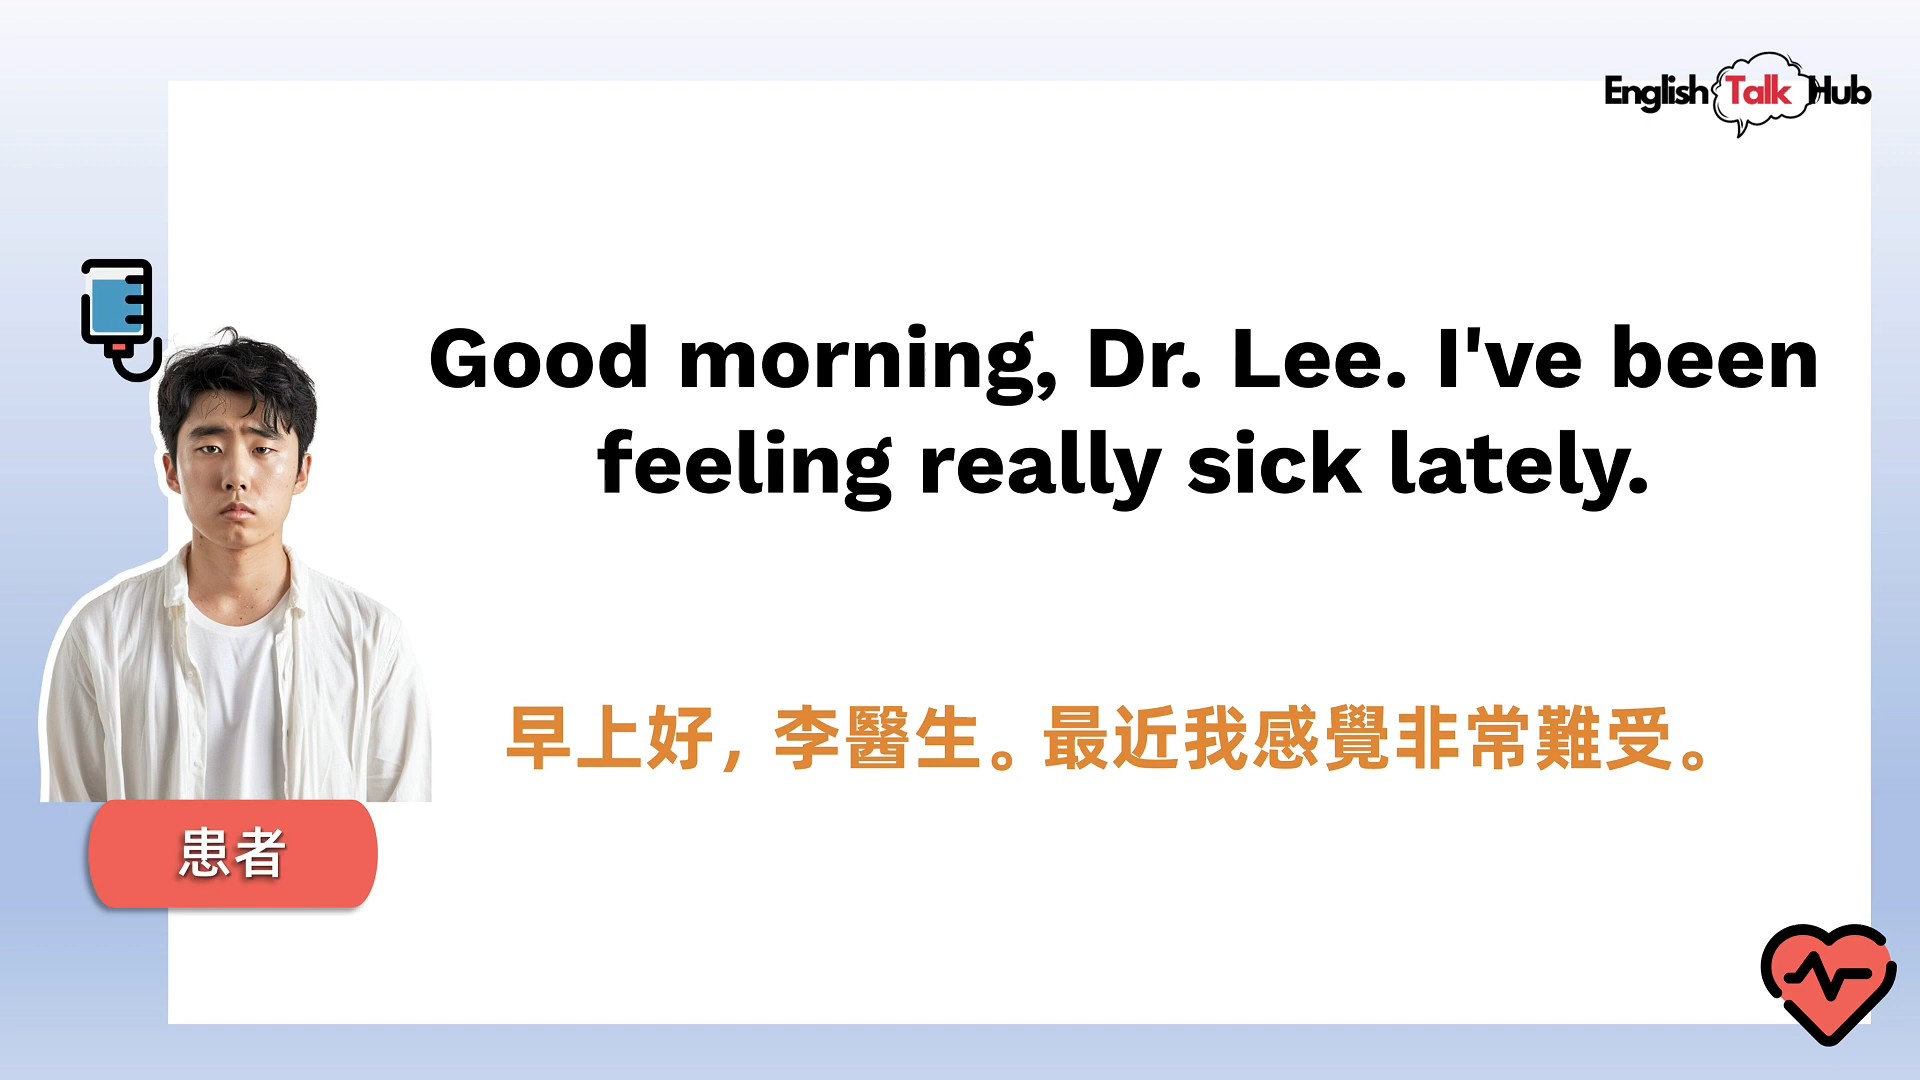 English Talk Hub
Good morning, Dr. Lee. I've been
feeling really sick lately.
早上好, 李醫生。最近我感覺非常難受。
患者